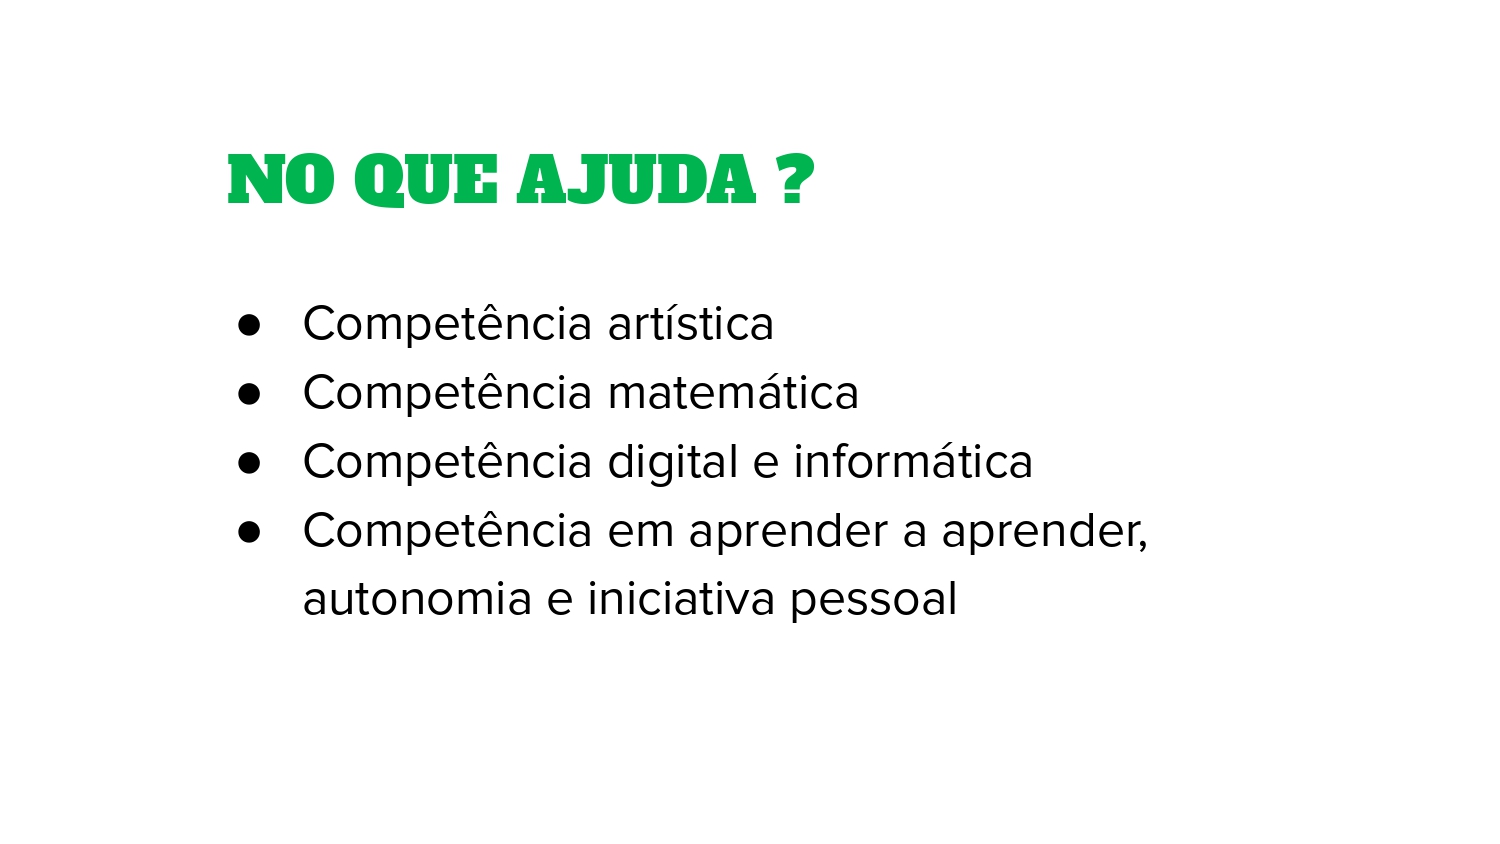 NO QUE AJUDA ?
● Competência artística
● Competência matemática
● Competência digital e informática
● Competência em aprender a aprender,
autonomia e iniciativa pessoal